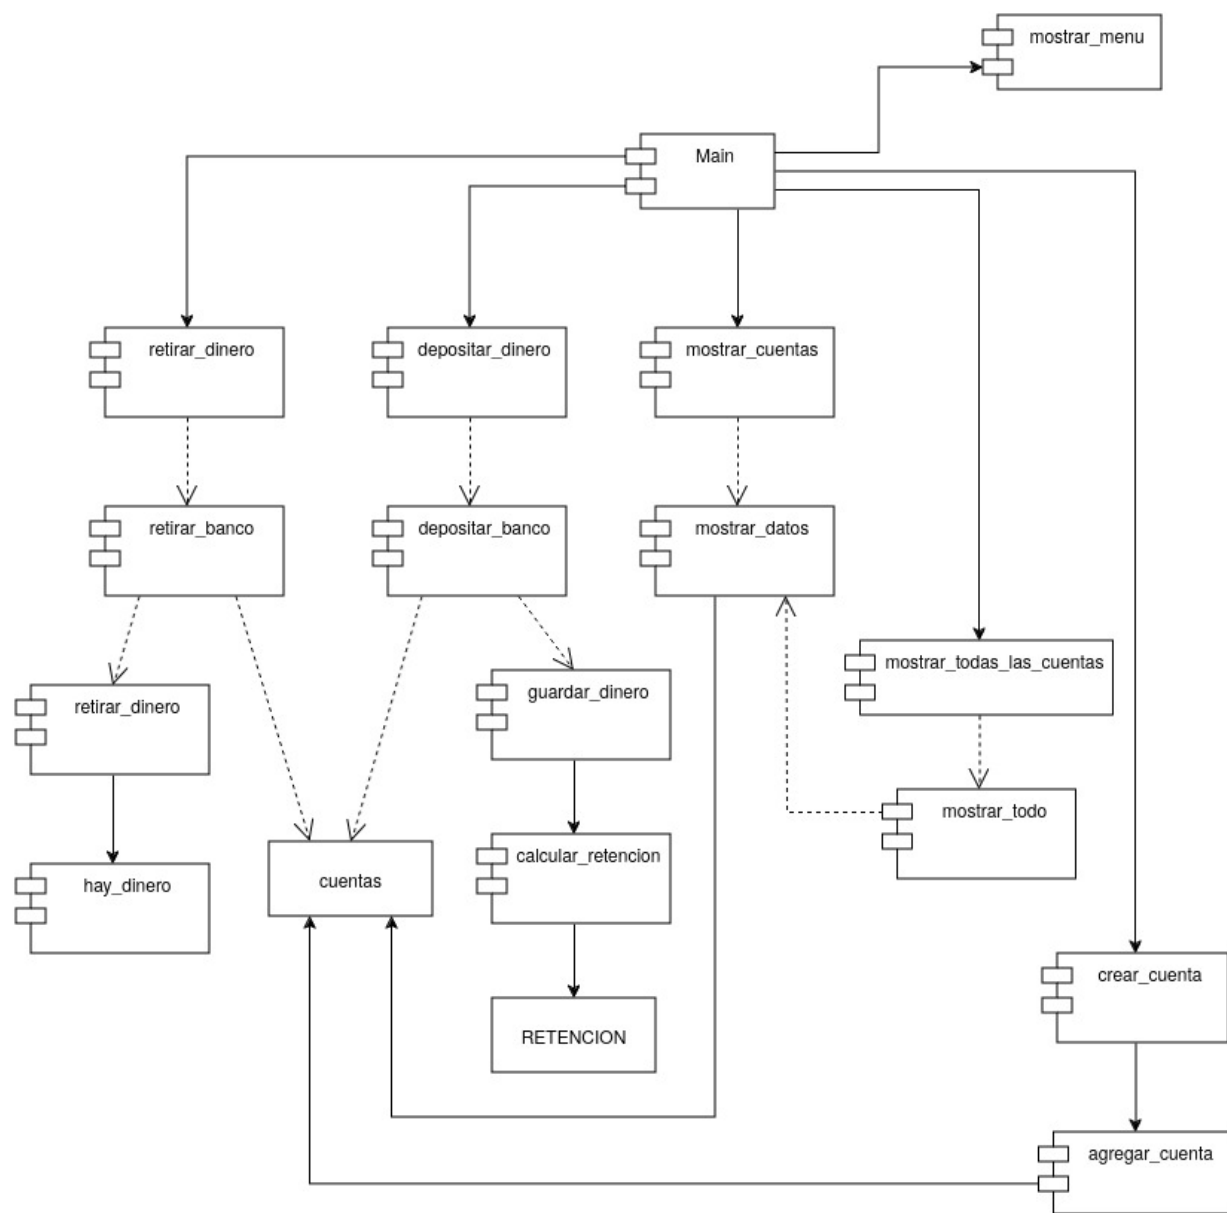 mostrar_menu
Main
retirar_dinero
depositar_dinero
mostrar_cuentas
retirar_banco
depositar_banco
mostrar_datos
mostrar_todas_las_cuentas
retirar_dinero
guardar_dinero
mostrar_todo
cuentas
calcular_retencion
hay_dinero
crear_cuenta
RETENCION
agregar_cuenta